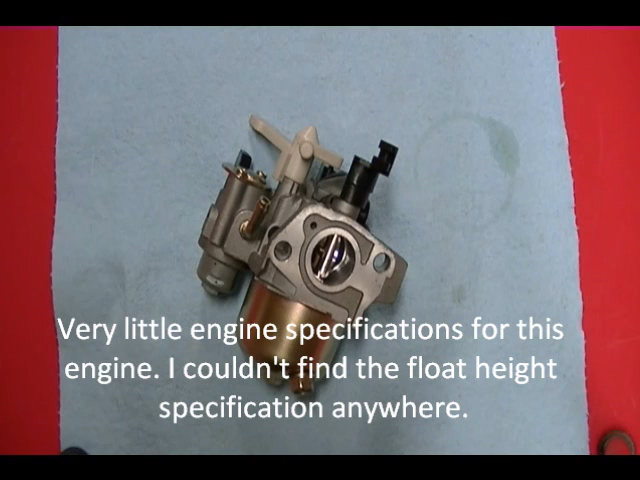 Very little engine specifications for this
engine. I couldn't find the float height
specification anywhere.